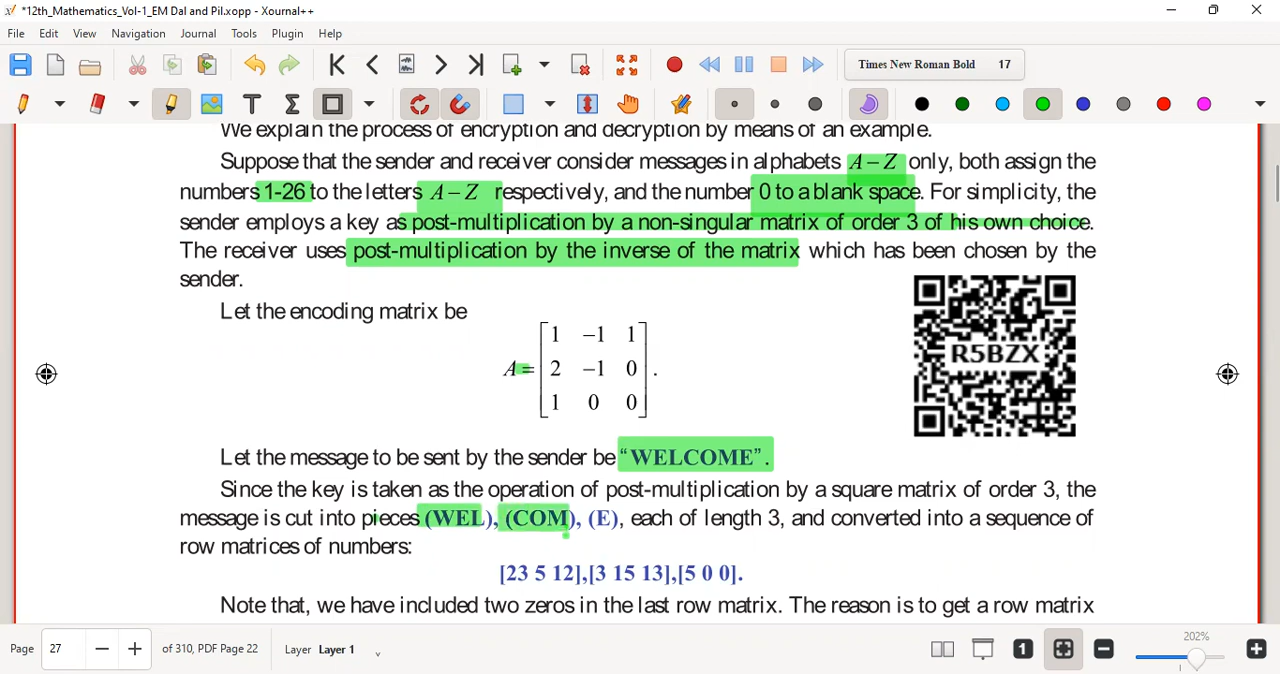 *12th_Mathematics_Vol-1_EM Dal and Pil.xopp - Xournal++
File Edit View Navigation Journal Tools Plugin Help
Times New Roman Bold 17
We explain the process of encryption and decryption by means of an example.
Suppose that the sender and receiver consider messages in alphabets A – Z only, both assign the
numbers 1-26 to the letters A – Z respectively, and the number 0 to a blank space. For simplicity, the
sender employs a key as post-multiplication by a non-singular matrix of order 3 of his own choice.
The receiver uses post-multiplication by the inverse of the matrix which has been chosen by the
sender.
Let the encoding matrix be
1 –1 1
A = 2 –1 0 .
1 0 0
R5BZX
Let the message to be sent by the sender be “WELCOME”.
Since the key is taken as the operation of post-multiplication by a square matrix of order 3, the
message is cut into pieces (WEL), (COM), (E), each of length 3, and converted into a sequence of
row matrices of numbers:
[23 5 12],[3 15 13],[5 0 0].
Note that, we have included two zeros in the last row matrix. The reason is to get a row matrix
Page 27 of 310, PDF Page 22 Layer Layer 1 202%